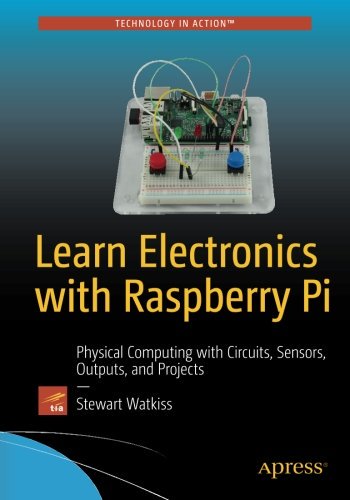 TECHNOLOGY IN ACTION™
Learn Electronics
with Raspberry Pi
Physical Computing with Circuits, Sensors,
Outputs, and Projects
—
Stewart Watkiss
t•a
Apress®